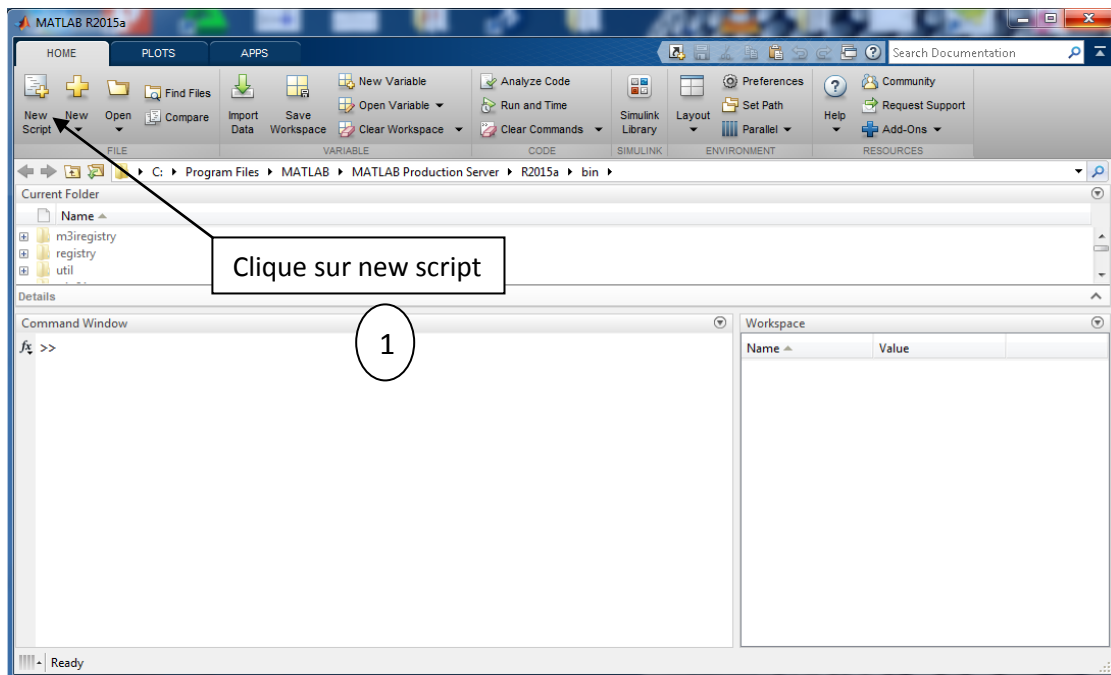 MATLAB R2015a
HOME PLOTS APPS
Search Documentation
New Script
New
Open
Find Files
Compare
FILE
Import Data
Save Workspace
New Variable
Open Variable
Clear Workspace
VARIABLE
Analyze Code
Run and Time
Clear Commands
CODE
Simulink Library
SIMULINK
Layout
Preferences
Set Path
Parallel
ENVIRONMENT
Help
Community
Request Support
Add-Ons
RESOURCES
C: Program Files MATLAB MATLAB Production Server R2015a bin
Current Folder
Name
m3iregistry
registry
util
Clique sur new script
Details
Command Window
fx >>
1
Workspace
Name Value
Ready